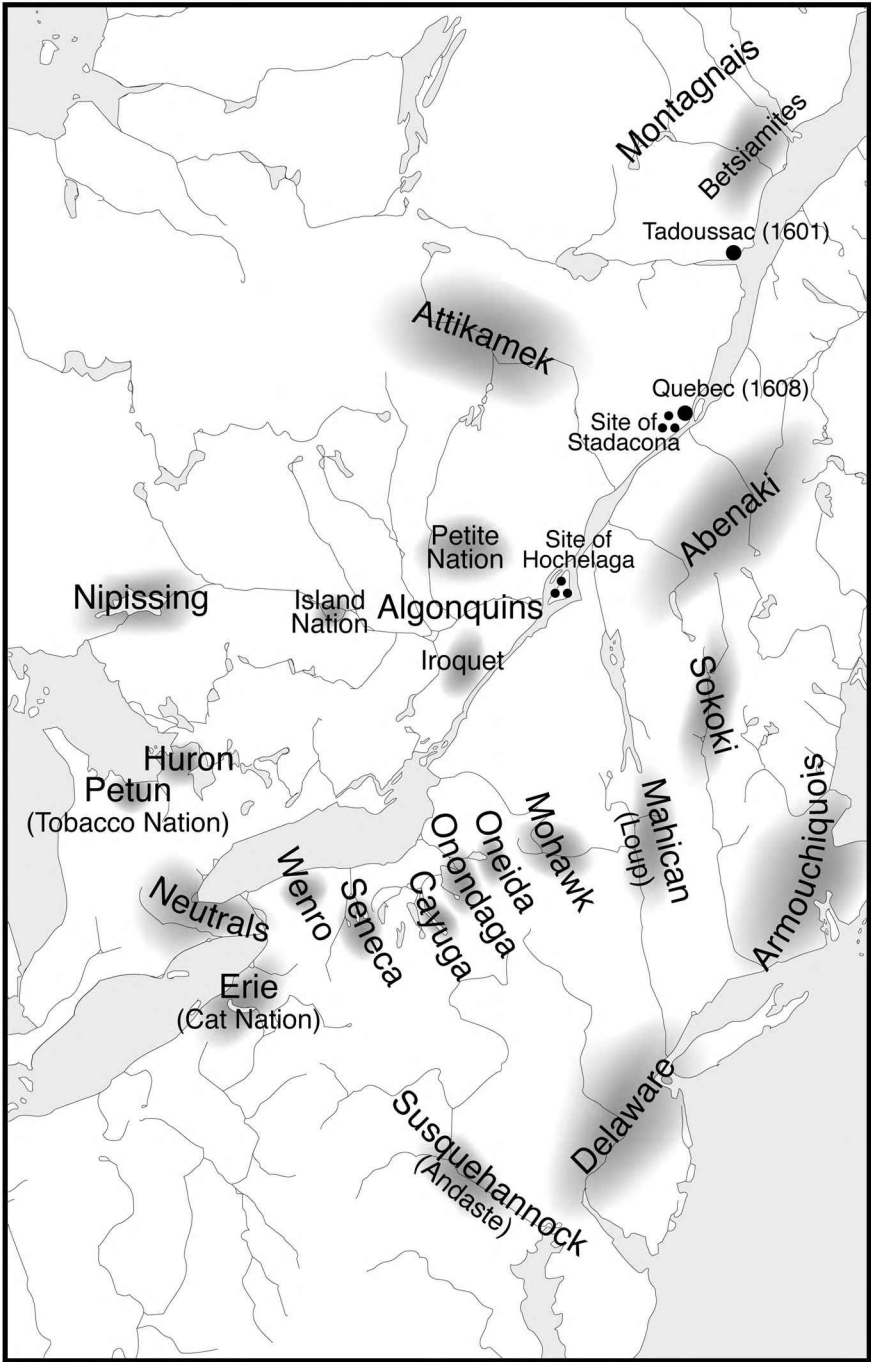 Montagnais
Betsiamites
Tadoussac (1601)
Attikamek
Quebec (1608)
Site of
Stadacona
Abenaki
Petite
Nation
Site of
Hochelaga
Nipissing
Island
Nation
Algonquins
Iroquet
Sokoki
Huron
Petun
(Tobacco Nation)
Neutrals
Wenro
Seneca
Cayuga
Onondaga
Oneida
Mohawk
Mahican
(Loup)
Armouchiquois
Erie
(Cat Nation)
Susquehannock
(Andaste)
Delaware